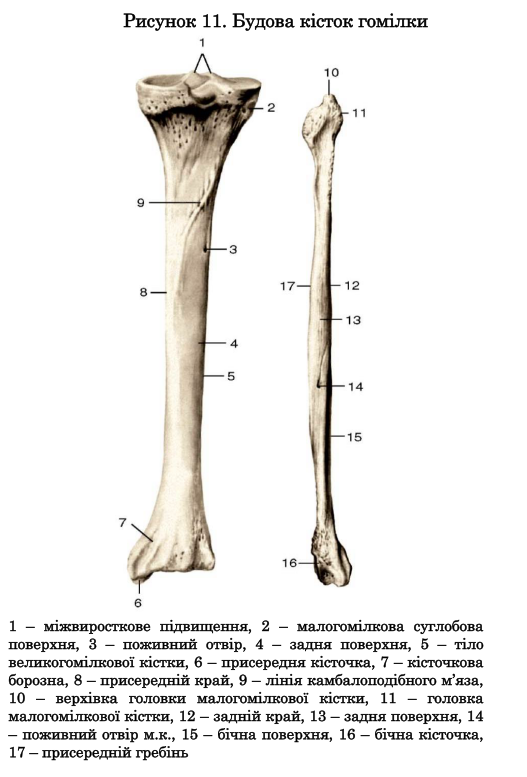 Рисунок 11. Будова кісток гомілки
1
10
2
11
9
3
8
17
12
13
4
5
14
15
7
16
6
1 – міжвиросткове підвищення, 2 – малогомілкова суглобова
поверхня, 3 – поживний отвір, 4 – задня поверхня, 5 – тіло
великогомілкової кістки, 6 – присередня кісточка, 7 – кісточкова
борозна, 8 – присередній край, 9 – лінія камбалоподібного м’яза,
10 – верхівка головки малогомілкової кістки, 11 – головка
малогомілкової кістки, 12 – задній край, 13 – задня поверхня, 14
– поживний отвір м.к., 15 – бічна поверхня, 16 – бічна кісточка,
17 – присередній гребінь